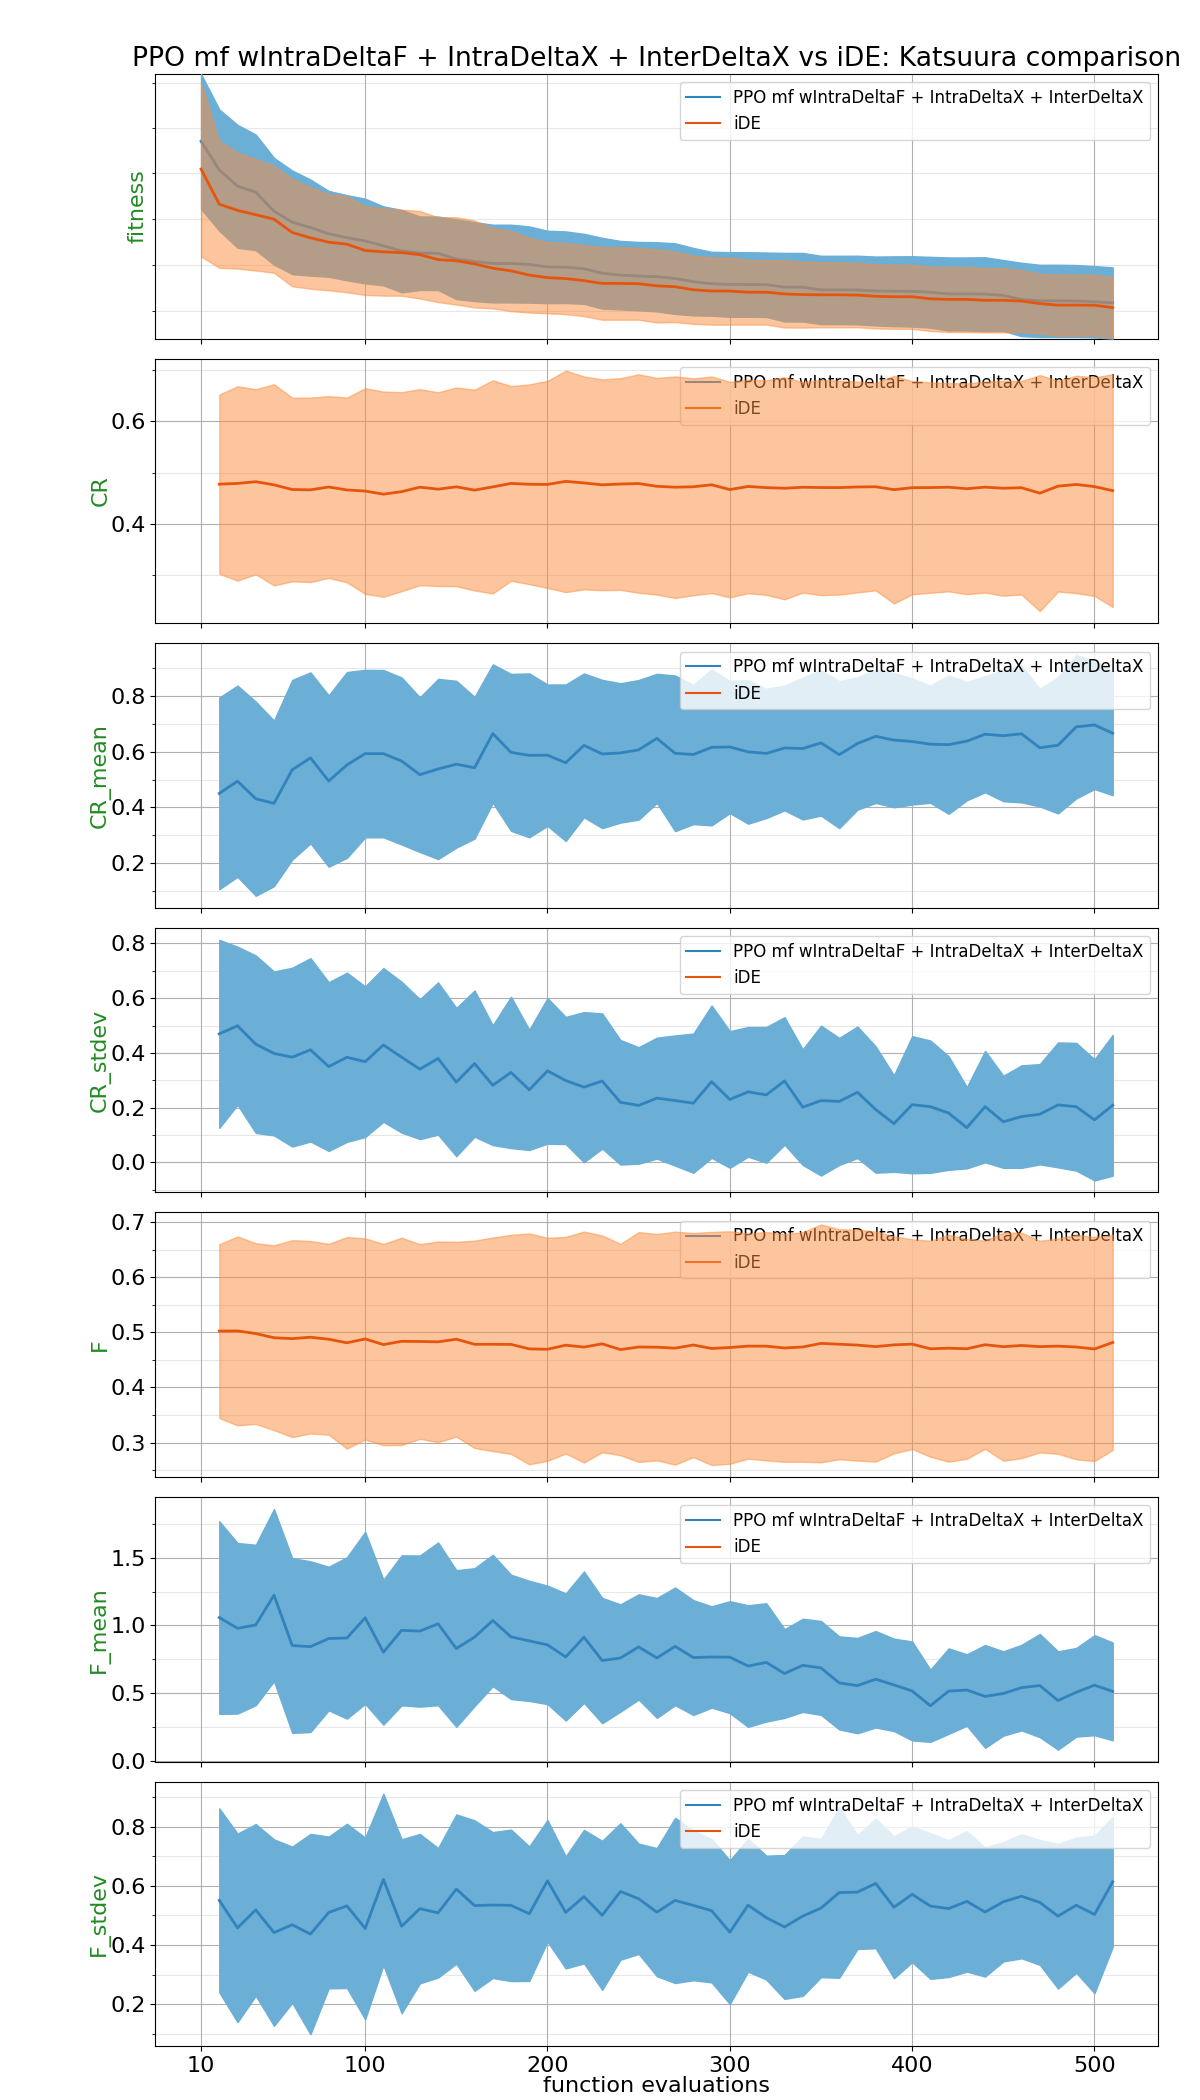 PPO mf wIntraDeltaF + IntraDeltaX + InterDeltaX vs iDE: Katsuura comparison
fitness
PPO mf wIntraDeltaF + IntraDeltaX + InterDeltaX
iDE
CR
0.6
0.4
PPO mf wIntraDeltaF + IntraDeltaX + InterDeltaX
iDE
CR_mean
0.8
0.6
0.4
0.2
PPO mf wIntraDeltaF + IntraDeltaX + InterDeltaX
iDE
CR_stdev
0.8
0.6
0.4
0.2
0.0
PPO mf wIntraDeltaF + IntraDeltaX + InterDeltaX
iDE
F
0.7
0.6
0.5
0.4
0.3
PPO mf wIntraDeltaF + IntraDeltaX + InterDeltaX
iDE
F_mean
1.5
1.0
0.5
0.0
PPO mf wIntraDeltaF + IntraDeltaX + InterDeltaX
iDE
F_stdev
0.8
0.6
0.4
0.2
PPO mf wIntraDeltaF + IntraDeltaX + InterDeltaX
iDE
10 100 200 300 400 500
function evaluations